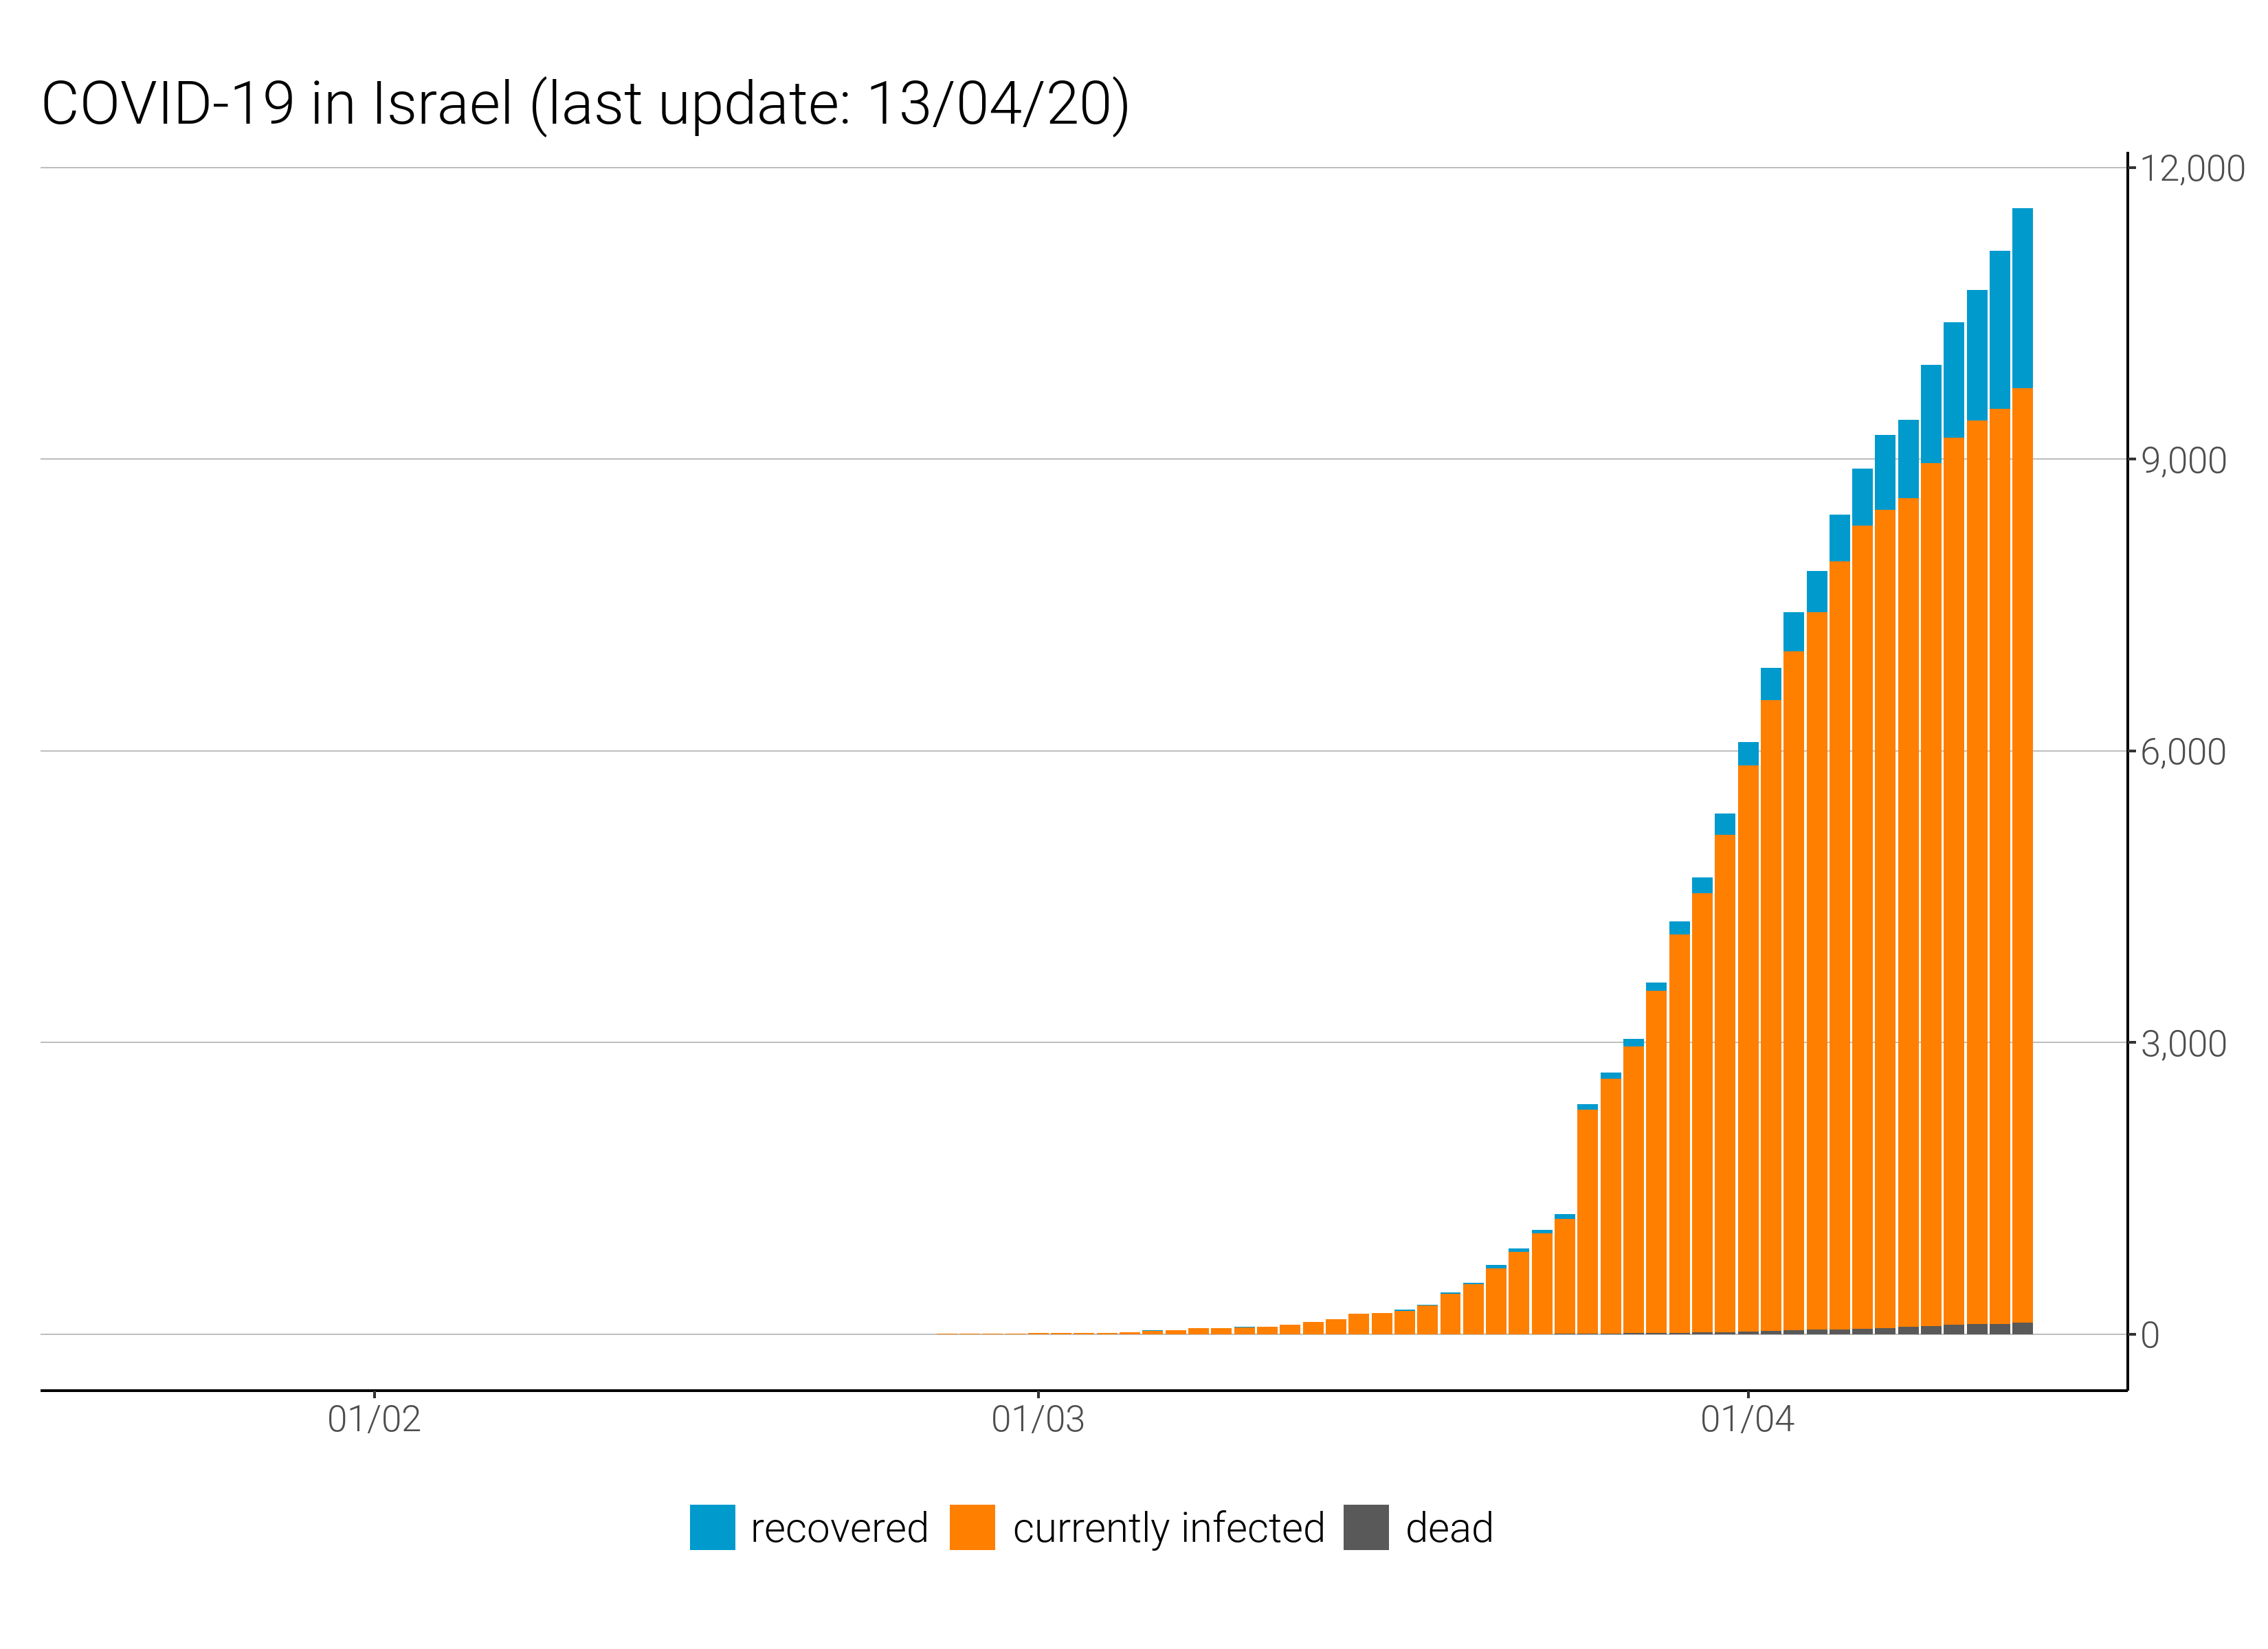 COVID-19 in Israel (last update: 13/04/20)
12,000
9,000
6,000
3,000
0
01/02 01/03 01/04
recovered currently infected dead